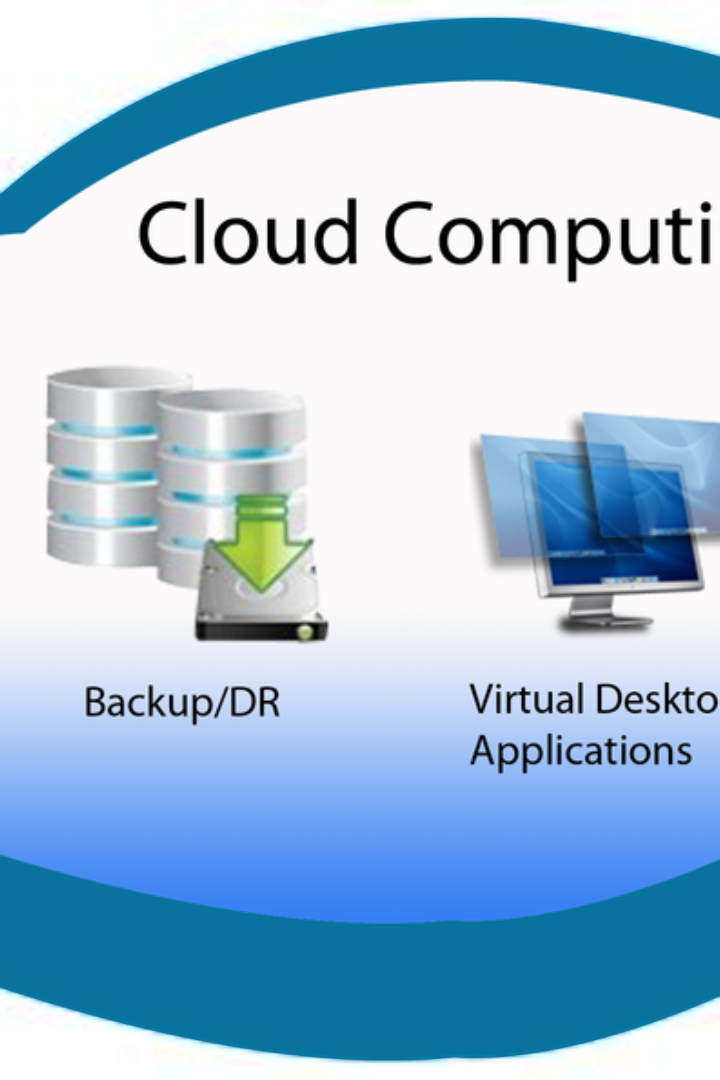 Cloud Computi
Backup/DR
Virtual Deskto
Applications